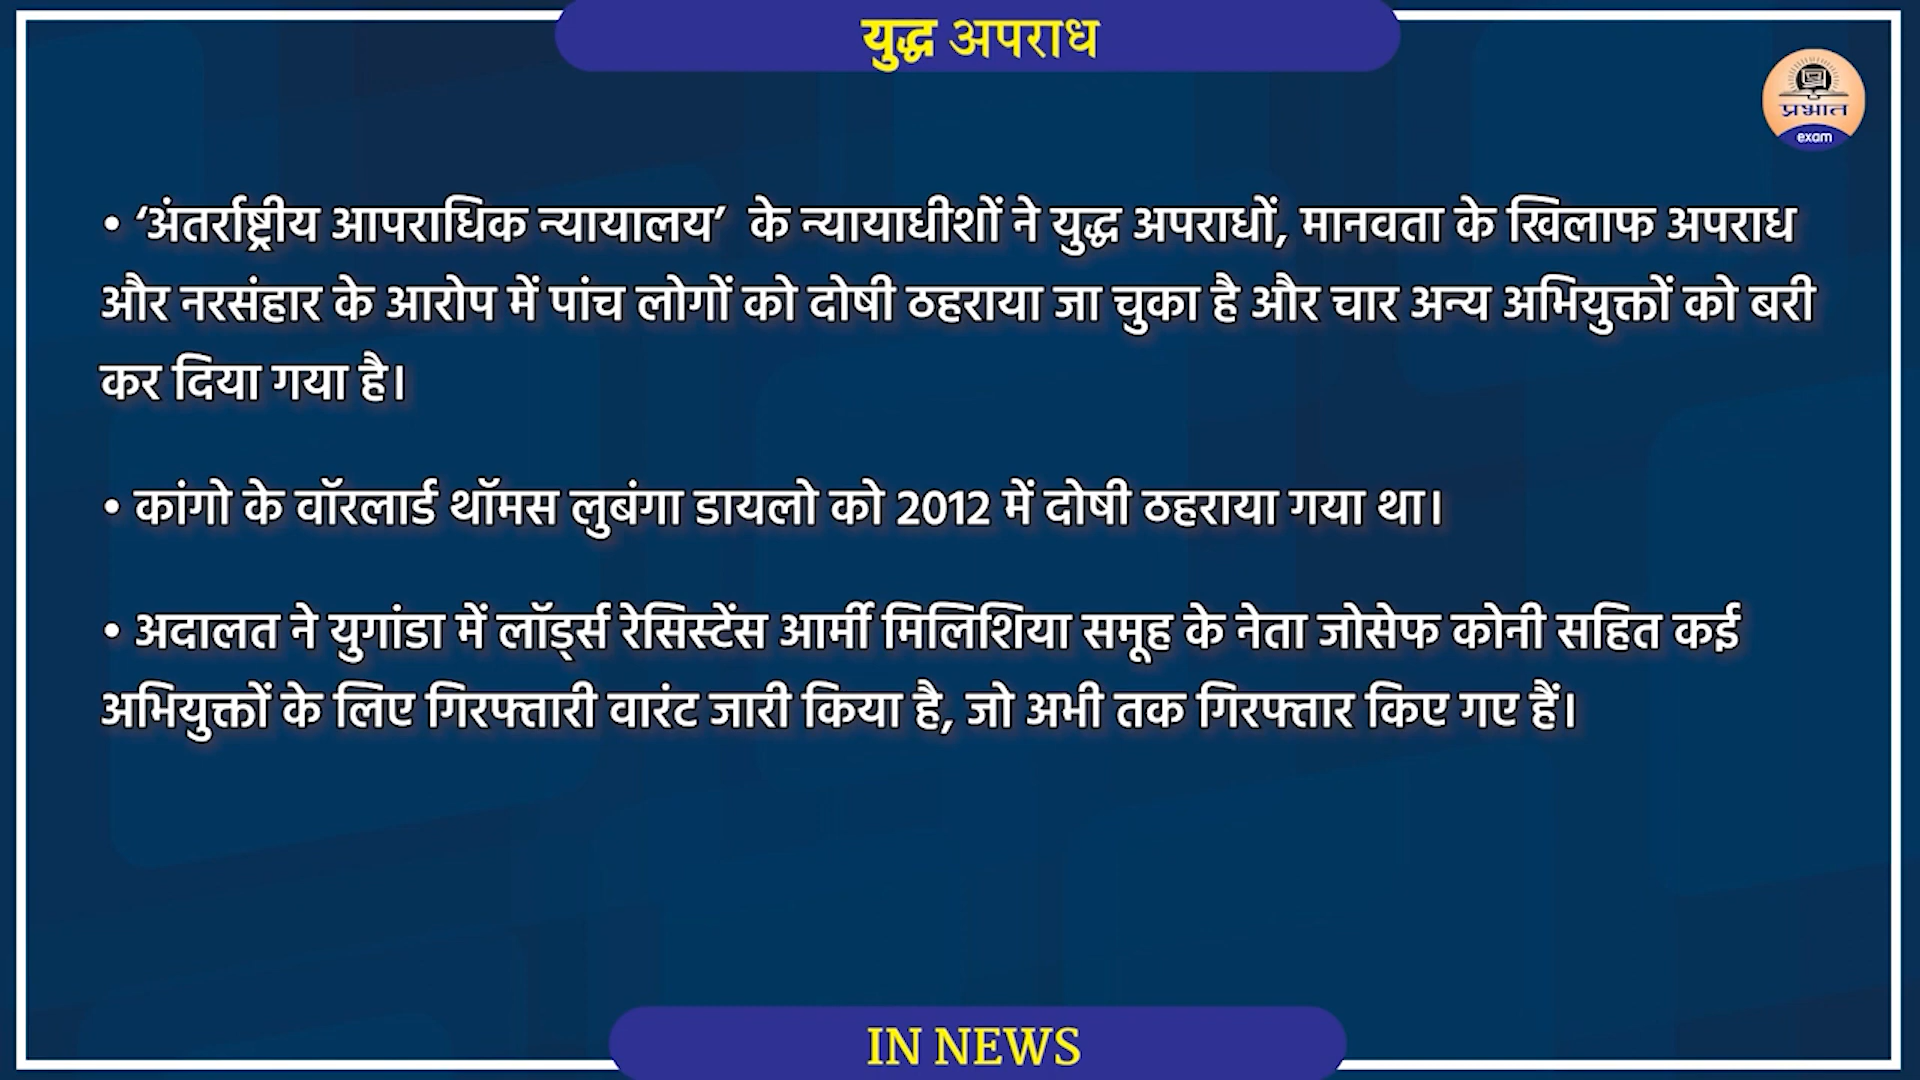 युद्ध अपराध
प्रभात
exam
• ‘अंतर्राष्ट्रीय आपराधिक न्यायालय’ के न्यायाधीशों ने युद्ध अपराधों, मानवता के खिलाफ अपराध
और नरसंहार के आरोप में पांच लोगों को दोषी ठहराया जा चुका है और चार अन्य अभियुक्तों को बरी
कर दिया गया है।
• कांगो के वॉरलार्ड थॉमस लुबंगा डायलो को 2012 में दोषी ठहराया गया था।
• अदालत ने युगांडा में लॉर्ड्स रेसिस्टेंस आर्मी मिलिशिया समूह के नेता जोसेफ कोनी सहित कई
अभियुक्तों के लिए गिरफ्तारी वारंट जारी किया है, जो अभी तक गिरफ्तार किए गए हैं।
IN NEWS